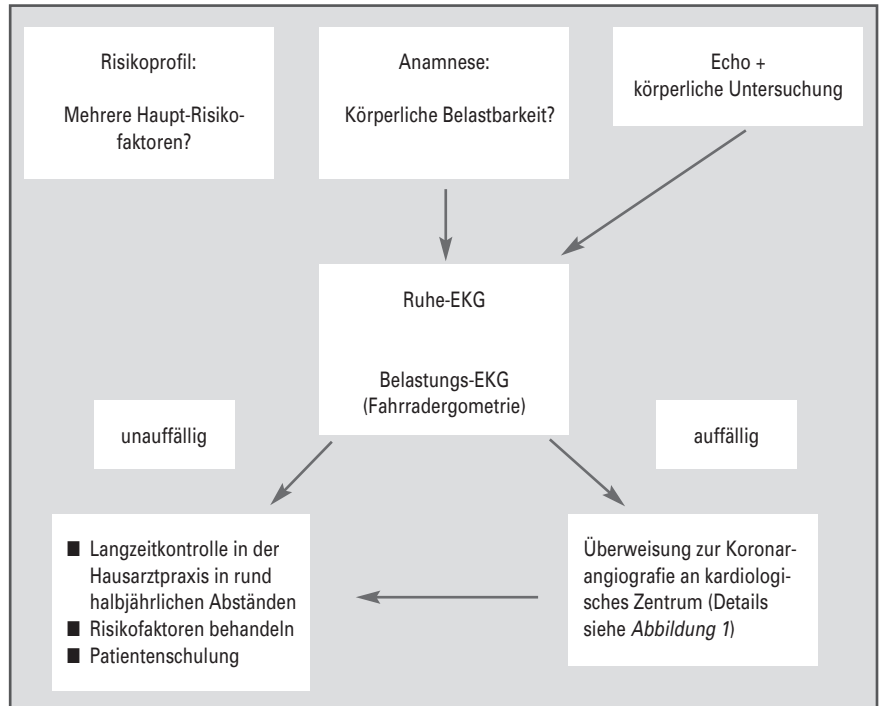 Risikoprofil:
Mehrere Haupt-Risiko-
faktoren?
Anamnese:
Körperliche Belastbarkeit?
Echo +
körperliche Untersuchung
Ruhe-EKG
Belastungs-EKG
(Fahrradergometrie)
unauffällig
auffällig
■ Langzeitkontrolle in der
Hausarztpraxis in rund
halbjährlichen Abständen
■ Risikofaktoren behandeln
■ Patientenschulung
Überweisung zur Koronar-
angiografie an kardiologi-
sches Zentrum (Details
siehe Abbildung 1)